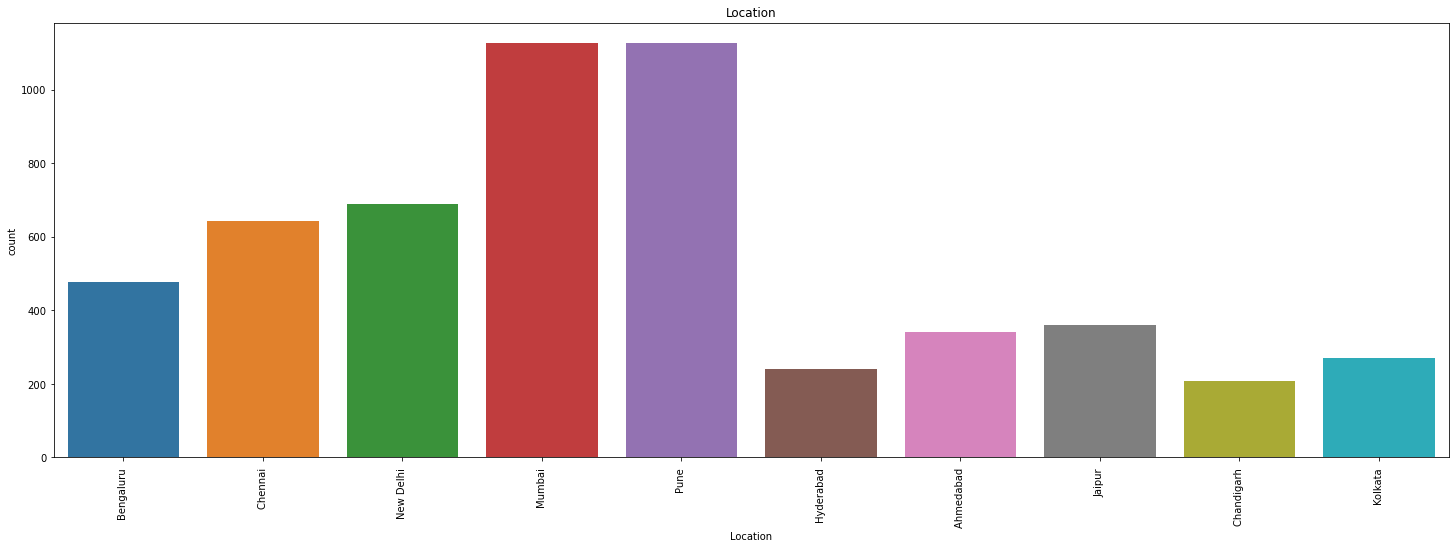 Location
count
1000
800
600
400
200
0
Bengaluru
Chennai
New Delhi
Mumbai
Pune
Hyderabad
Ahmedabad
Jaipur
Chandigarh
Kolkata
Location